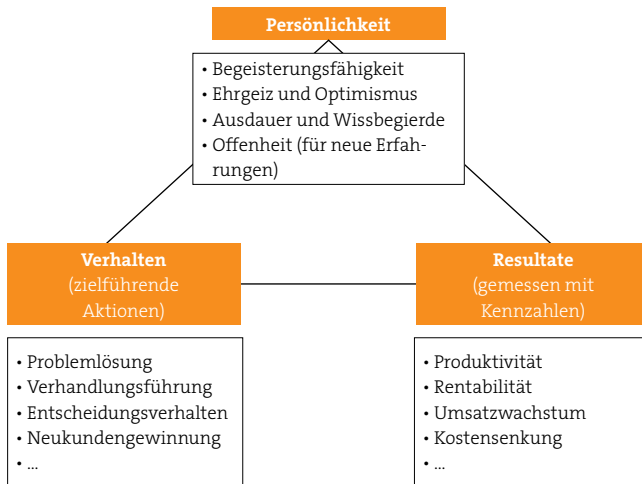 Persönlichkeit
• Begeisterungsfähigkeit
• Ehrgeiz und Optimismus
• Ausdauer und Wissbegierde
• Offenheit (für neue Erfah-
rungen)
Verhalten
(zielführende
Aktionen)
• Problemlösung
• Verhandlungsführung
• Entscheidungsverhalten
• Neukundengewinnung
• ...
Resultate
(gemessen mit
Kennzahlen)
• Produktivität
• Rentabilität
• Umsatzwachstum
• Kostensenkung
• ...